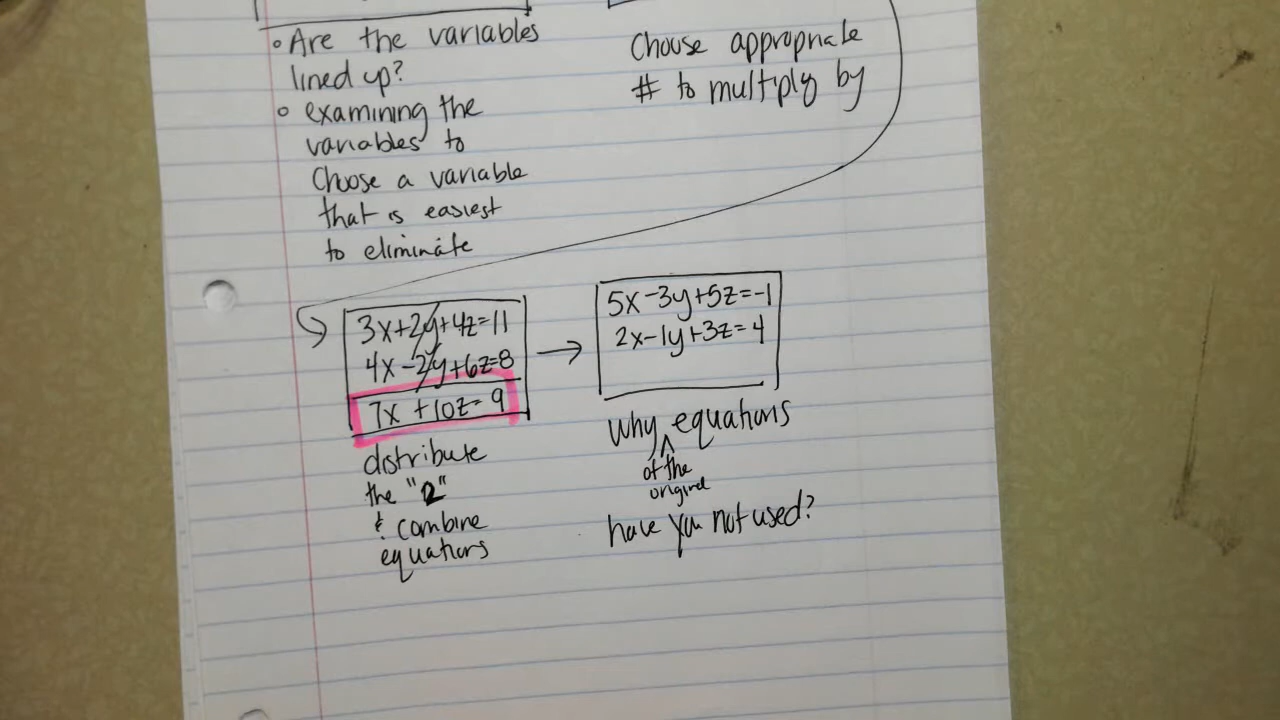 • Are the variables
lined up?
• examining the
variables to
Choose a variable
that is easiest
to eliminate
Choose appropriate
# to multiply by
3x+2y+4z=11
4x-2y+6z=8
7x +10z=9
distribute
the "2"
& combine
equations
5x-3y+5z=-1
2x-1y+3z=4
why ^ equations
of the
original
have you not used?